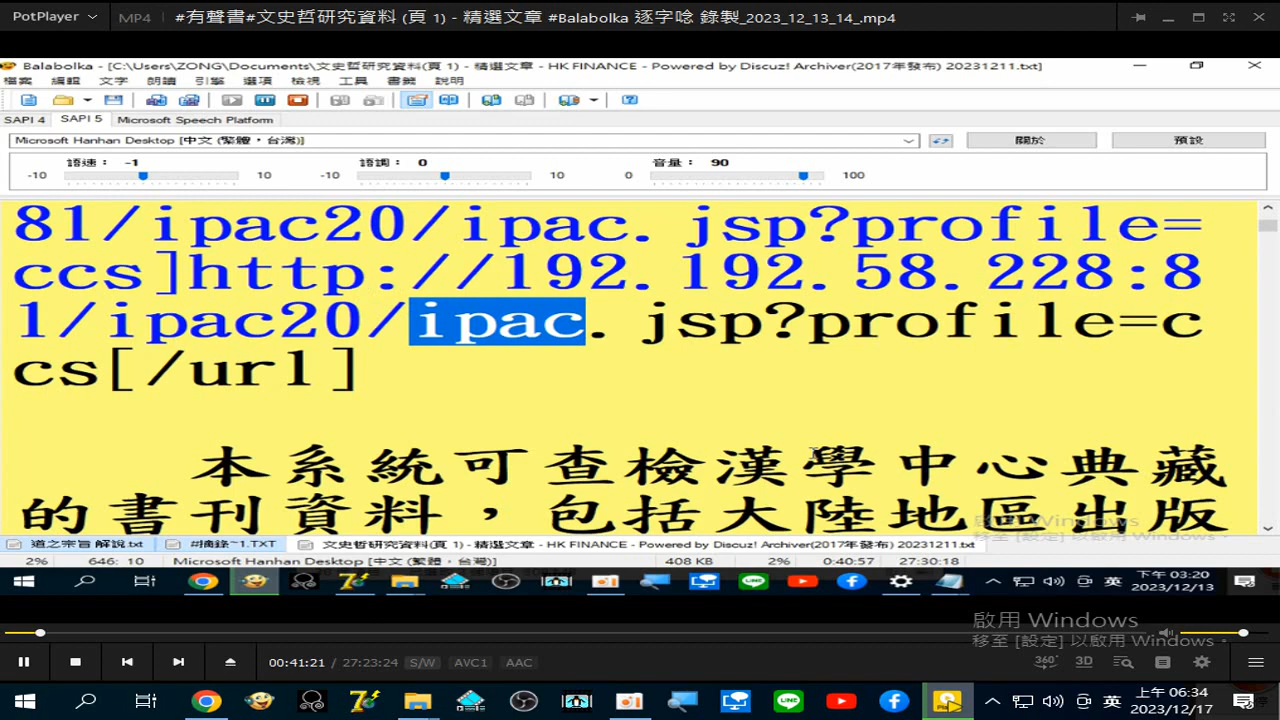 PotPlayer MP4 #有聲書#文史哲研究資料 (頁 1) - 精選文章 #Balabolka 逐字唸 錄製_2023_12_13_14_.mp4
Balabolka - [C:\Users\ZONG\Documents\文史哲研究資料(頁 1) - 精選文章 - HK FINANCE - Powered by Discuz! Archiver(2017年發布) 20231211.txt]
檔案 編輯 文字 朗讀 引擎 選項 檢視 工具 書籤 說明
SAPI 4 SAPI 5 Microsoft Speech Platform
Microsoft Hanhan Desktop [中文 (繁體，台灣)] 關於 預設
語速： -1 語調： 0 音量： 90
-10 10 -10 10 0 100
81/ipac20/ipac. jsp?profile=
ccs]http://192.192.58.228:8
1/ipac20/ipac. jsp?profile=c
cs[/url]
本系統可查檢漢學中心典藏
的書刊資料，包括大陸地區出版
啟用 Windows
移至 [設定] 以啟用 Windows。
道之宗旨 解說.txt #摘錄~1.TXT 文史哲研究資料(頁 1) - 精選文章 - HK FINANCE - Powered by Discuz! Archiver(2017年發布) 20231211.txt
2% 646: 10 Microsoft Hanhan Desktop [中文 (繁體，台灣)] 408 KB 2% 0:40:57 27:30:18
英 下午 03:20
2023/12/13
啟用 Windows
移至 [設定] 以啟用 Windows。
00:41:21 / 27:23:24 S/W AVC1 AAC 360° 3D
英 上午 06:34
2023/12/17